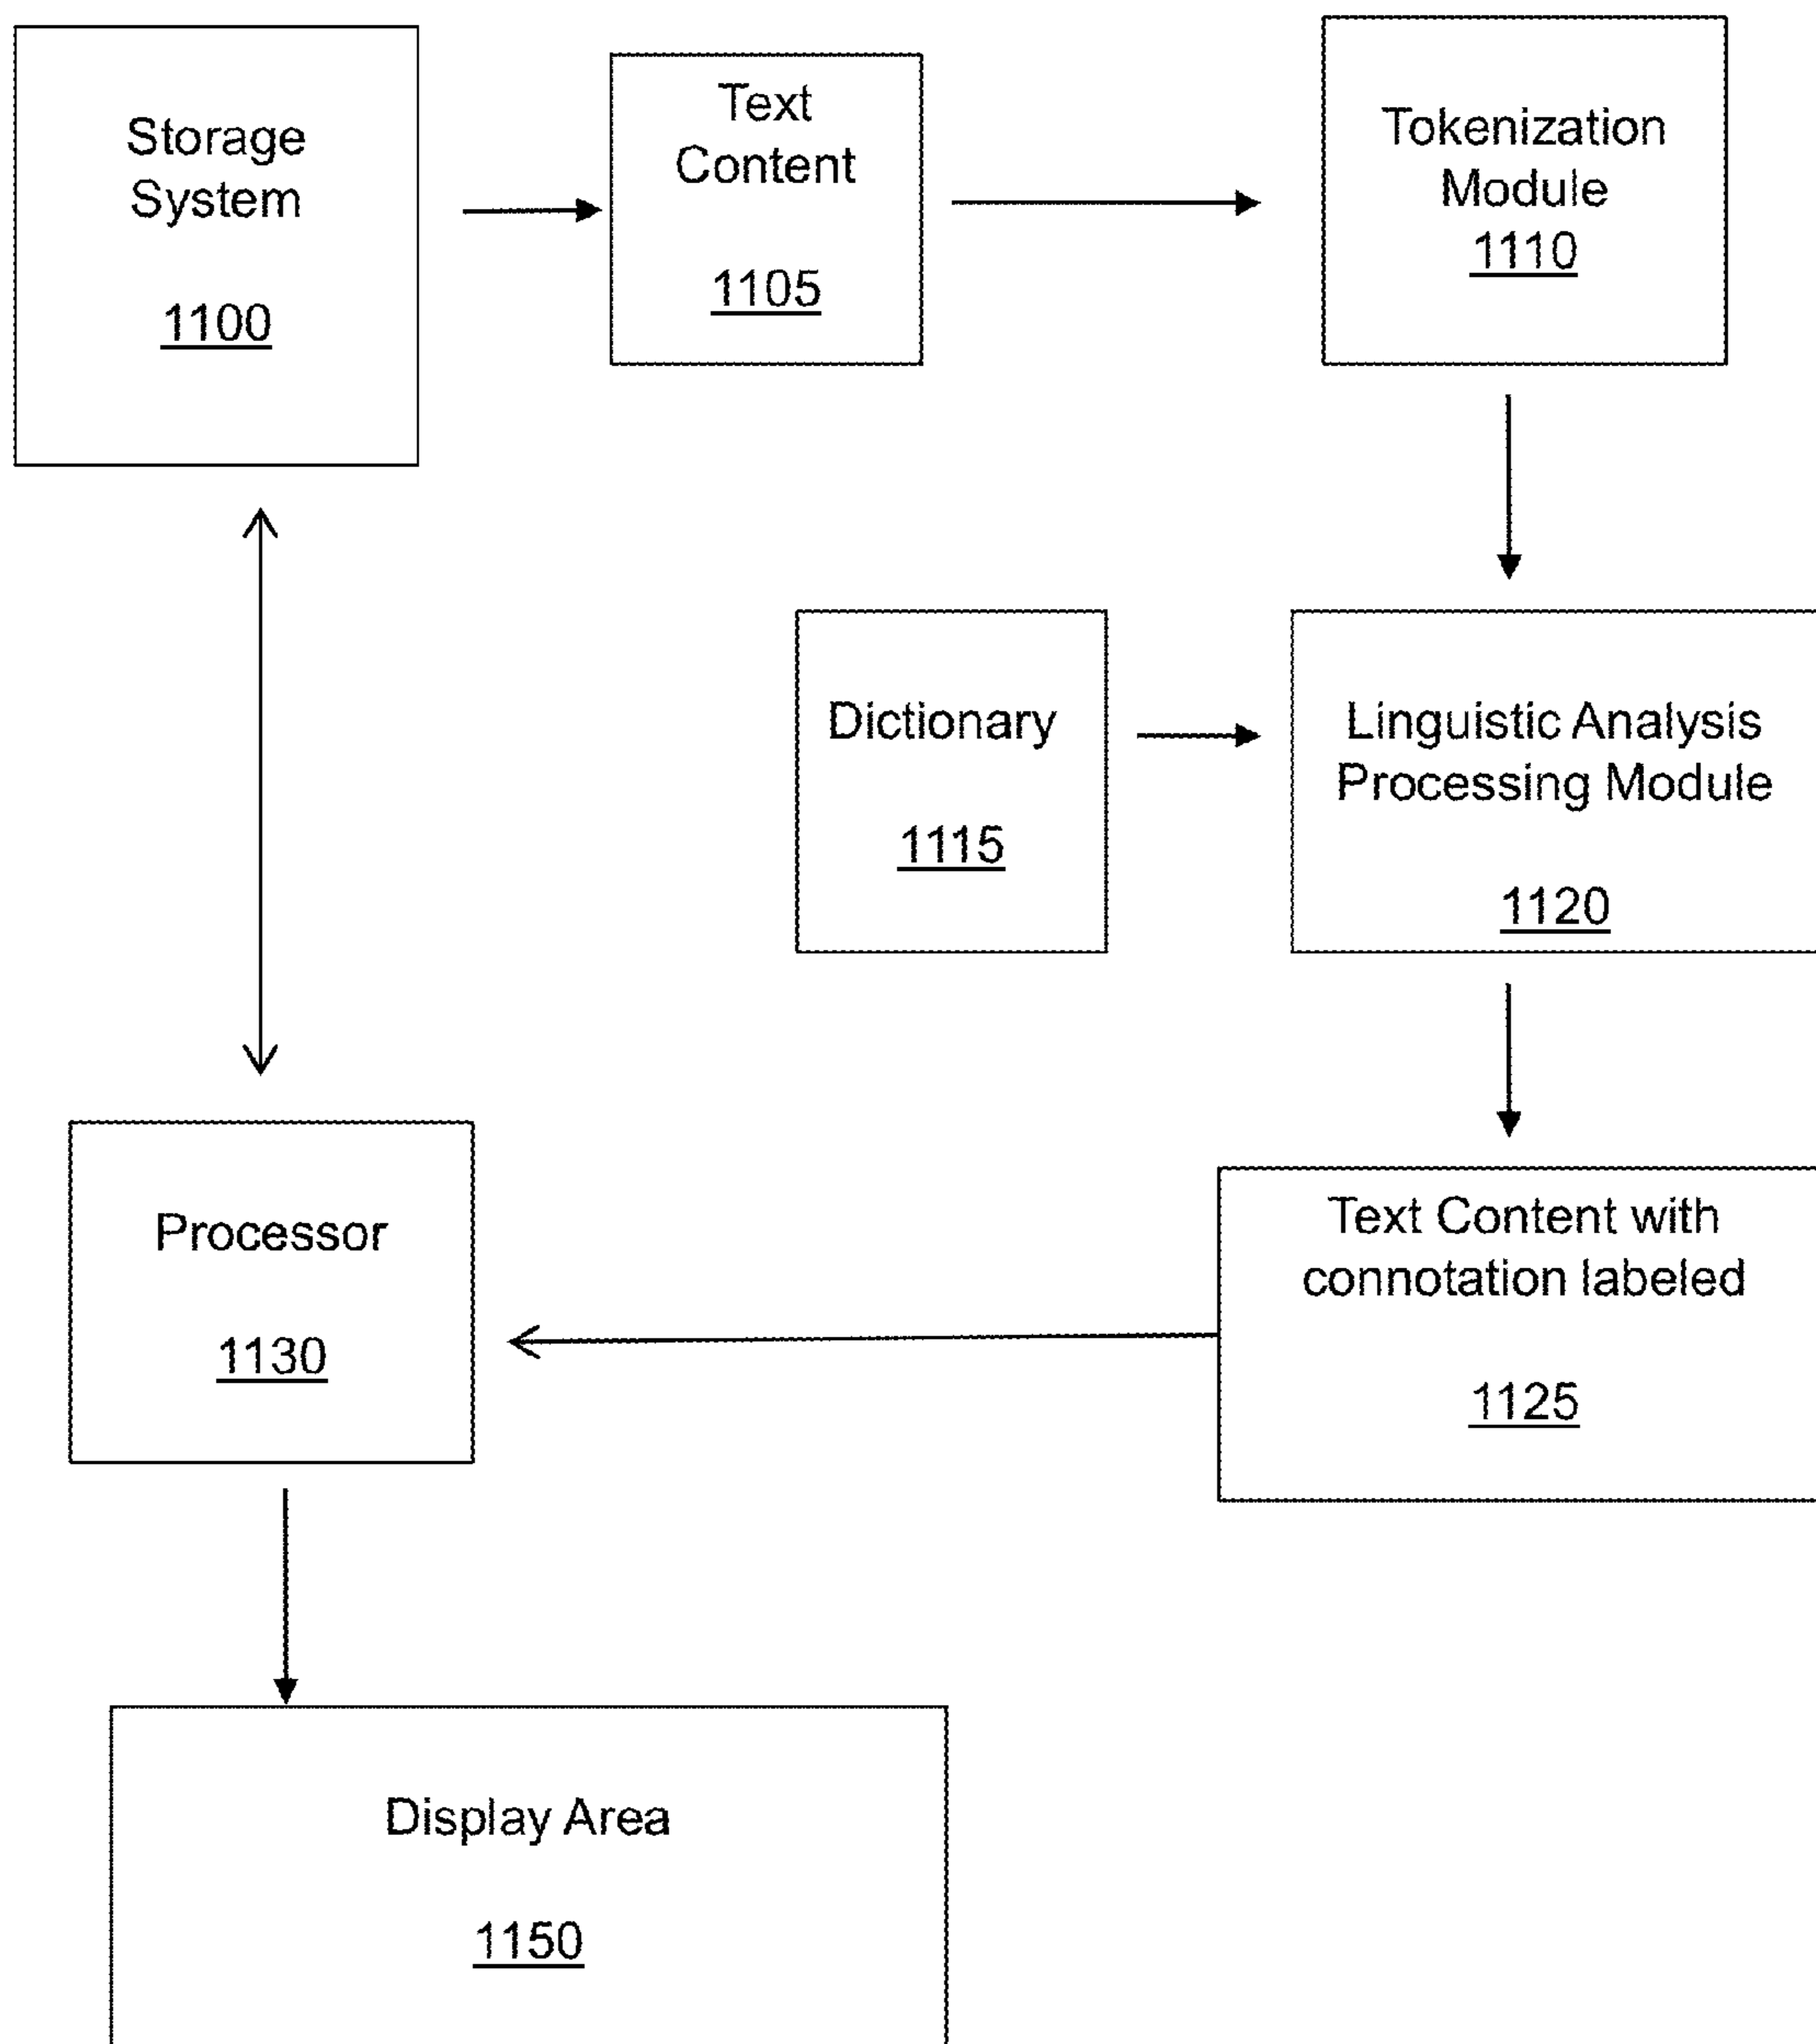 Storage
System
1100
Text
Content
1105
Tokenization
Module
1110
Dictionary
1115
Linguistic Analysis
Processing Module
1120
Processor
1130
Text Content with
connotation labeled
1125
Display Area
1150